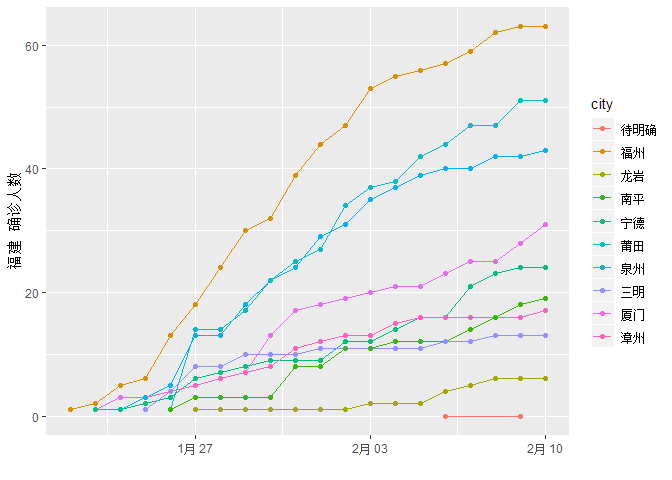 福建 确诊人数
60
40
20
0
1月 27
2月 03
2月 10
city
待明确
福州
龙岩
南平
宁德
莆田
泉州
三明
厦门
漳州